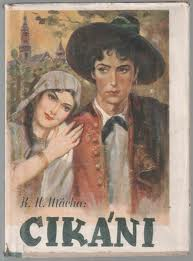 K. H. Mácha:
CIKÁNI